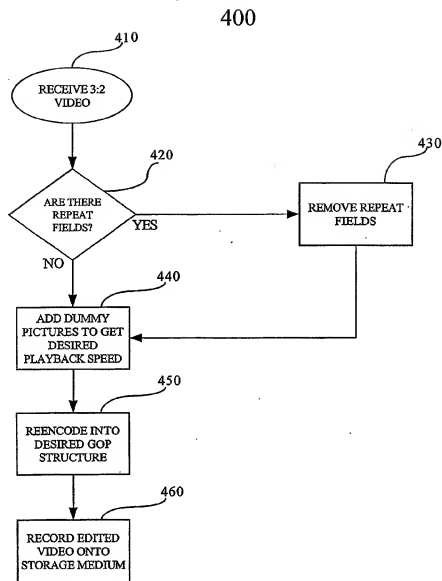 400
410
RECEIVE 3:2
VIDEO
420
430
ARE THERE
REPEAT
FIELDS?
YES
REMOVE REPEAT
FIELDS
NO
440
ADD DUMMY
PICTURES TO GET
DESIRED
PLAYBACK SPEED
450
REENCODE INTO
DESIRED GOP
STRUCTURE
460
RECORD EDITED
VIDEO ONTO
STORAGE MEDIUM